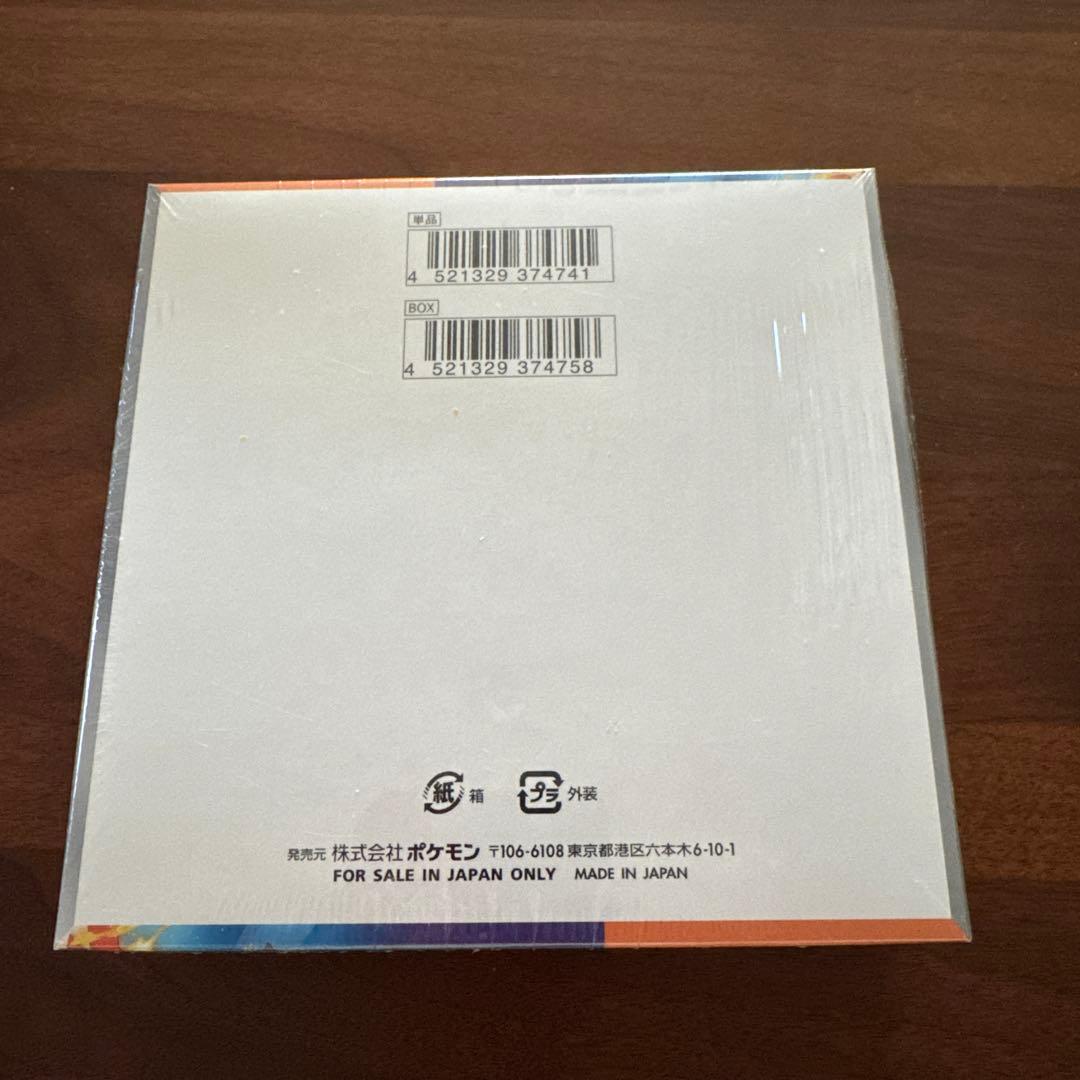 単品
4 521329 374741
BOX
4 521329 374758
紙 箱 プラ 外装
発売元 株式会社ポケモン 〒106-6108 東京都港区六本木6-10-1
FOR SALE IN JAPAN ONLY MADE IN JAPAN